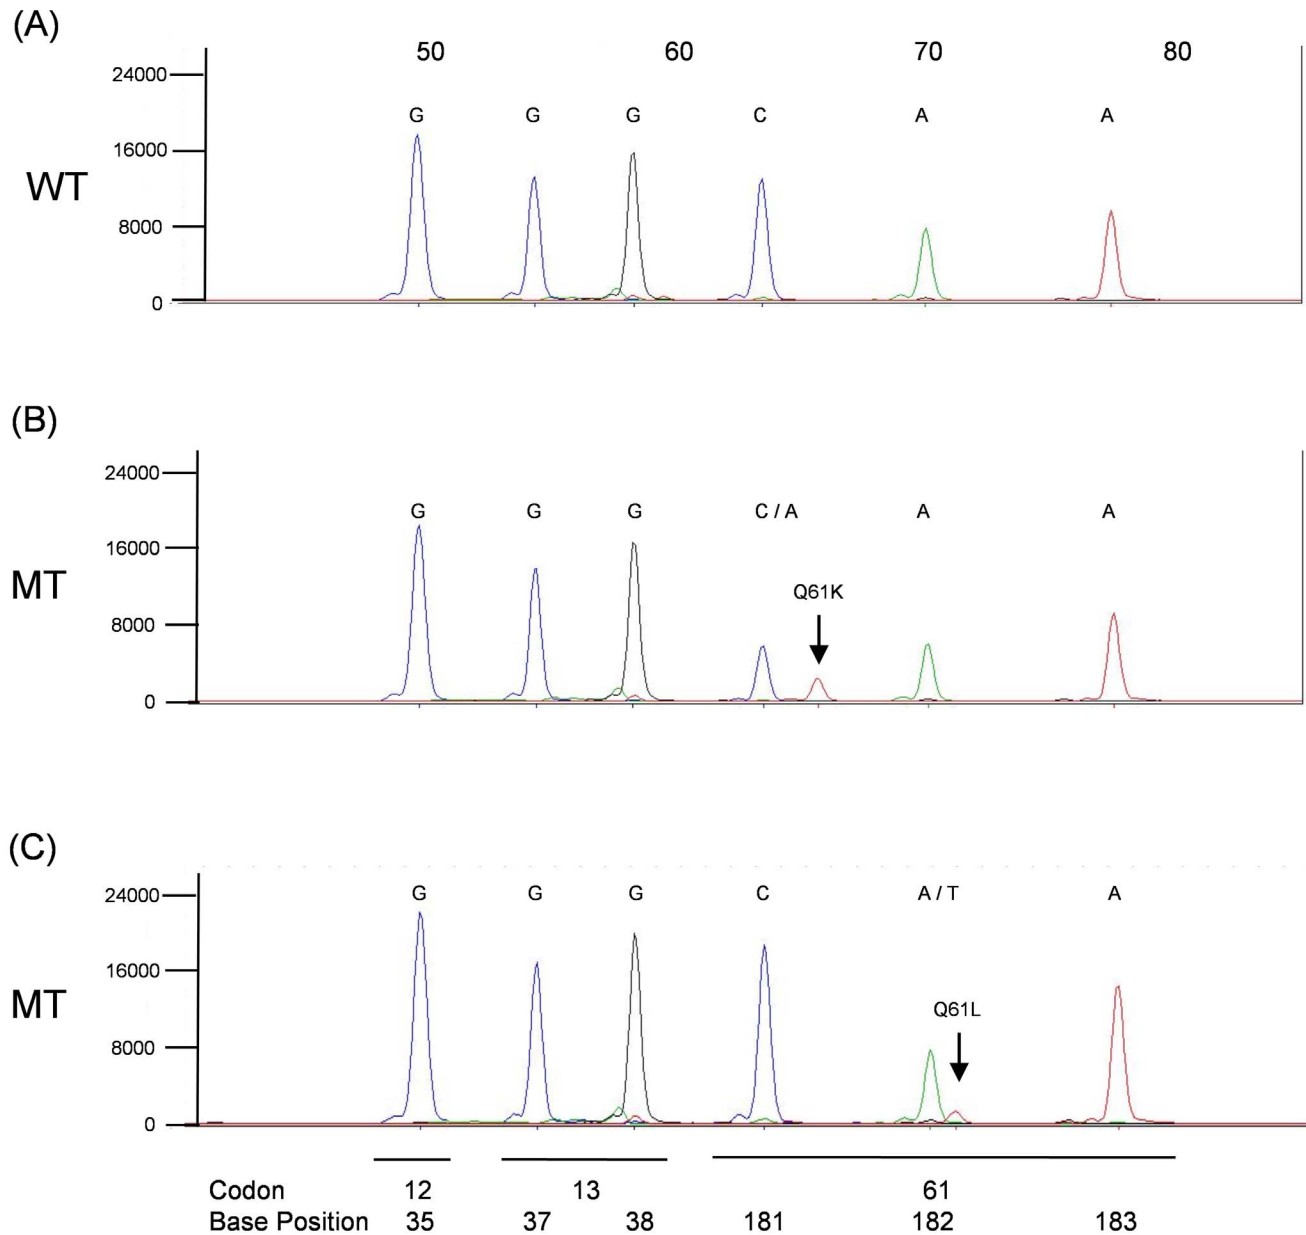 (A)
50 60 70 80
24000
G G G C A A
16000
WT
8000
0
(B)
24000
G G G C / A A A
16000
MT
Q61K
8000
0
(C)
24000
G G G C A / T A
16000
MT
Q61L
8000
0
Codon 12 13 61
Base Position 35 37 38 181 182 183